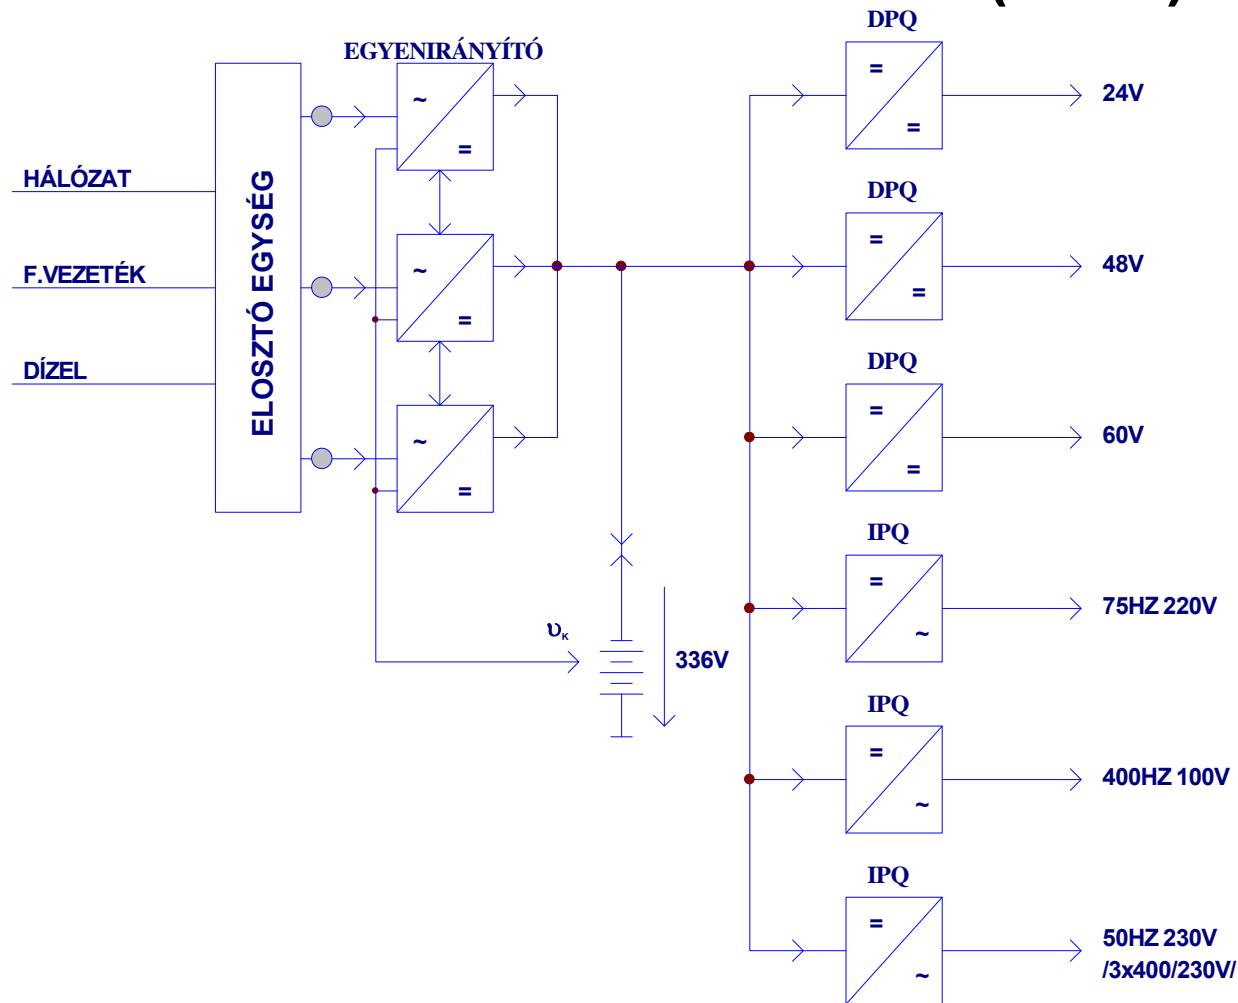 DPQ
EGYENIRÁNYÍTÓ
~
=
=
=
24V
HÁLÓZAT
ELOSZTÓ EGYSÉG
DPQ
~
=
=
=
48V
F.VEZETÉK
DÍZEL
DPQ
~
=
=
=
60V
IPQ
=
~
75HZ 220V
υK
336V
IPQ
=
~
400HZ 100V
IPQ
=
~
50HZ 230V
/3x400/230V/